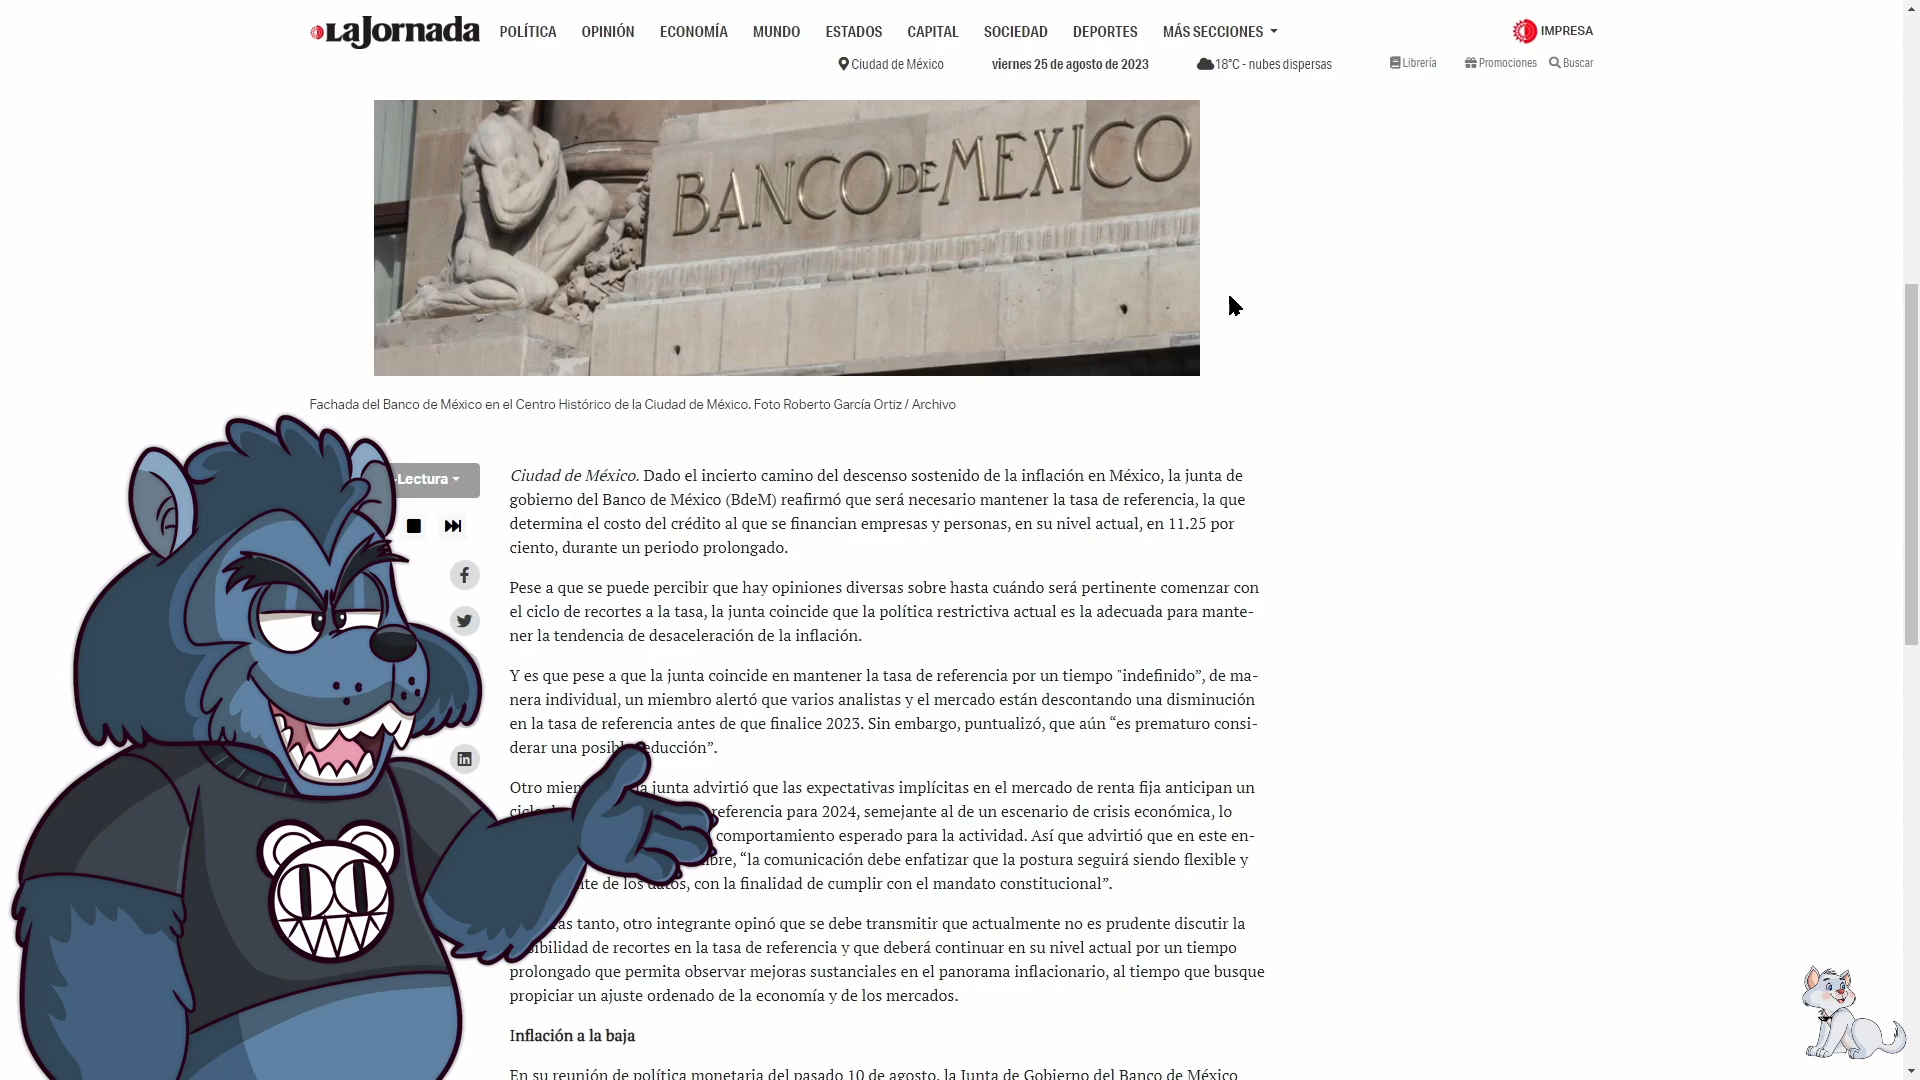 LaJornada POLÍTICA OPINIÓN ECONOMÍA MUNDO ESTADOS CAPITAL SOCIEDAD DEPORTES MÁS SECCIONES IMPRESA
Ciudad de México viernes 25 de agosto de 2023 18°C - nubes dispersas Librería Promociones Buscar
BANCO DE MEXICO
Fachada del Banco de México en el Centro Histórico de la Ciudad de México. Foto Roberto García Ortiz / Archivo
-Lectura
Ciudad de México. Dado el incierto camino del descenso sostenido de la inflación en México, la junta de
gobierno del Banco de México (BdeM) reafirmó que será necesario mantener la tasa de referencia, la que
determina el costo del crédito al que se financian empresas y personas, en su nivel actual, en 11.25 por
ciento, durante un periodo prolongado.
Pese a que se puede percibir que hay opiniones diversas sobre hasta cuándo será pertinente comenzar con
el ciclo de recortes a la tasa, la junta coincide que la política restrictiva actual es la adecuada para mante-
ner la tendencia de desaceleración de la inflación.
Y es que pese a que la junta coincide en mantener la tasa de referencia por un tiempo "indefinido”, de ma-
nera individual, un miembro alertó que varios analistas y el mercado están descontando una disminución
en la tasa de referencia antes de que finalice 2023. Sin embargo, puntualizó, que aún “es prematuro consi-
derar una reducción”.
Otro junta advirtió que las expectativas implícitas en el mercado de renta fija anticipan un
referencia para 2024, semejante al de un escenario de crisis económica, lo
comportamiento esperado para la actividad. Así que advirtió que en este en-
“la comunicación debe enfatizar que la postura seguirá siendo flexible y
de los datos, con la finalidad de cumplir con el mandato constitucional”.
tanto, otro integrante opinó que se debe transmitir que actualmente no es prudente discutir la
de recortes en la tasa de referencia y que deberá continuar en su nivel actual por un tiempo
prolongado que permita observar mejoras sustanciales en el panorama inflacionario, al tiempo que busque
propiciar un ajuste ordenado de la economía y de los mercados.
Inflación a la baja
En su reunión de política monetaria del pasado 10 de agosto, la Junta de Gobierno del Banco de México